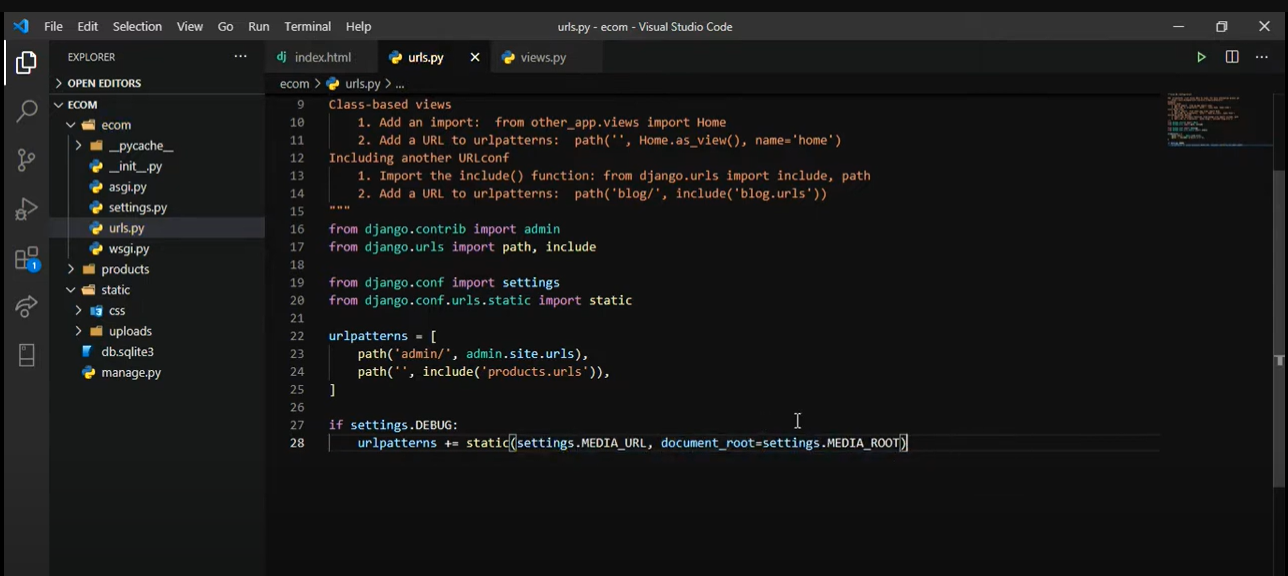 File Edit Selection View Go Run Terminal Help
urls.py - ecom - Visual Studio Code
EXPLORER
index.html
urls.py
views.py
OPEN EDITORS
ecom > urls.py > ...
ECOM
ecom
__pycache__
__init__.py
asgi.py
settings.py
urls.py
wsgi.py
products
static
css
uploads
db.sqlite3
manage.py
1
9 Class-based views
10     1. Add an import:  from other_app.views import Home
11     2. Add a URL to urlpatterns:  path('', Home.as_view(), name='home')
12 Including another URLconf
13     1. Import the include() function: from django.urls import include, path
14     2. Add a URL to urlpatterns:  path('blog/', include('blog.urls'))
15 """
16 from django.contrib import admin
17 from django.urls import path, include
18
19 from django.conf import settings
20 from django.conf.urls.static import static
21
22 urlpatterns = [
23     path('admin/', admin.site.urls),
24     path('', include('products.urls')),
25 ]
26
27 if settings.DEBUG:
28     urlpatterns += static(settings.MEDIA_URL, document_root=settings.MEDIA_ROOT)